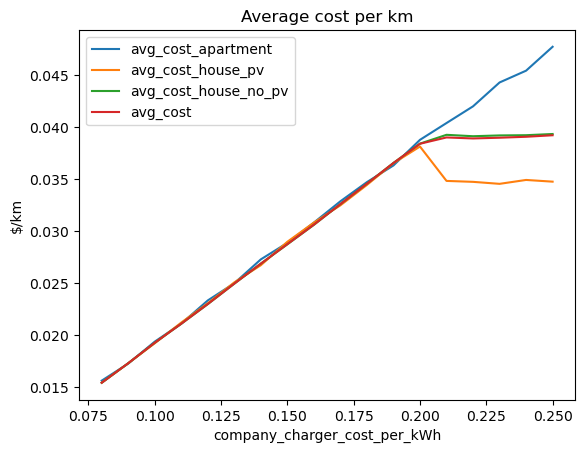 Average cost per km
avg_cost_apartment
avg_cost_house_pv
avg_cost_house_no_pv
avg_cost
$/km
0.045
0.040
0.035
0.030
0.025
0.020
0.015
0.075 0.100 0.125 0.150 0.175 0.200 0.225 0.250
company_charger_cost_per_kWh